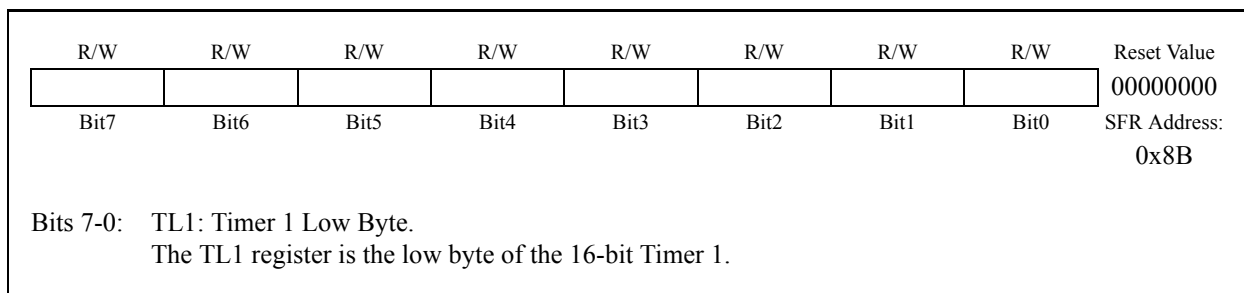 R/W R/W R/W R/W R/W R/W R/W R/W Reset Value
00000000
Bit7 Bit6 Bit5 Bit4 Bit3 Bit2 Bit1 Bit0 SFR Address:
0x8B
Bits 7-0: TL1: Timer 1 Low Byte.
The TL1 register is the low byte of the 16-bit Timer 1.